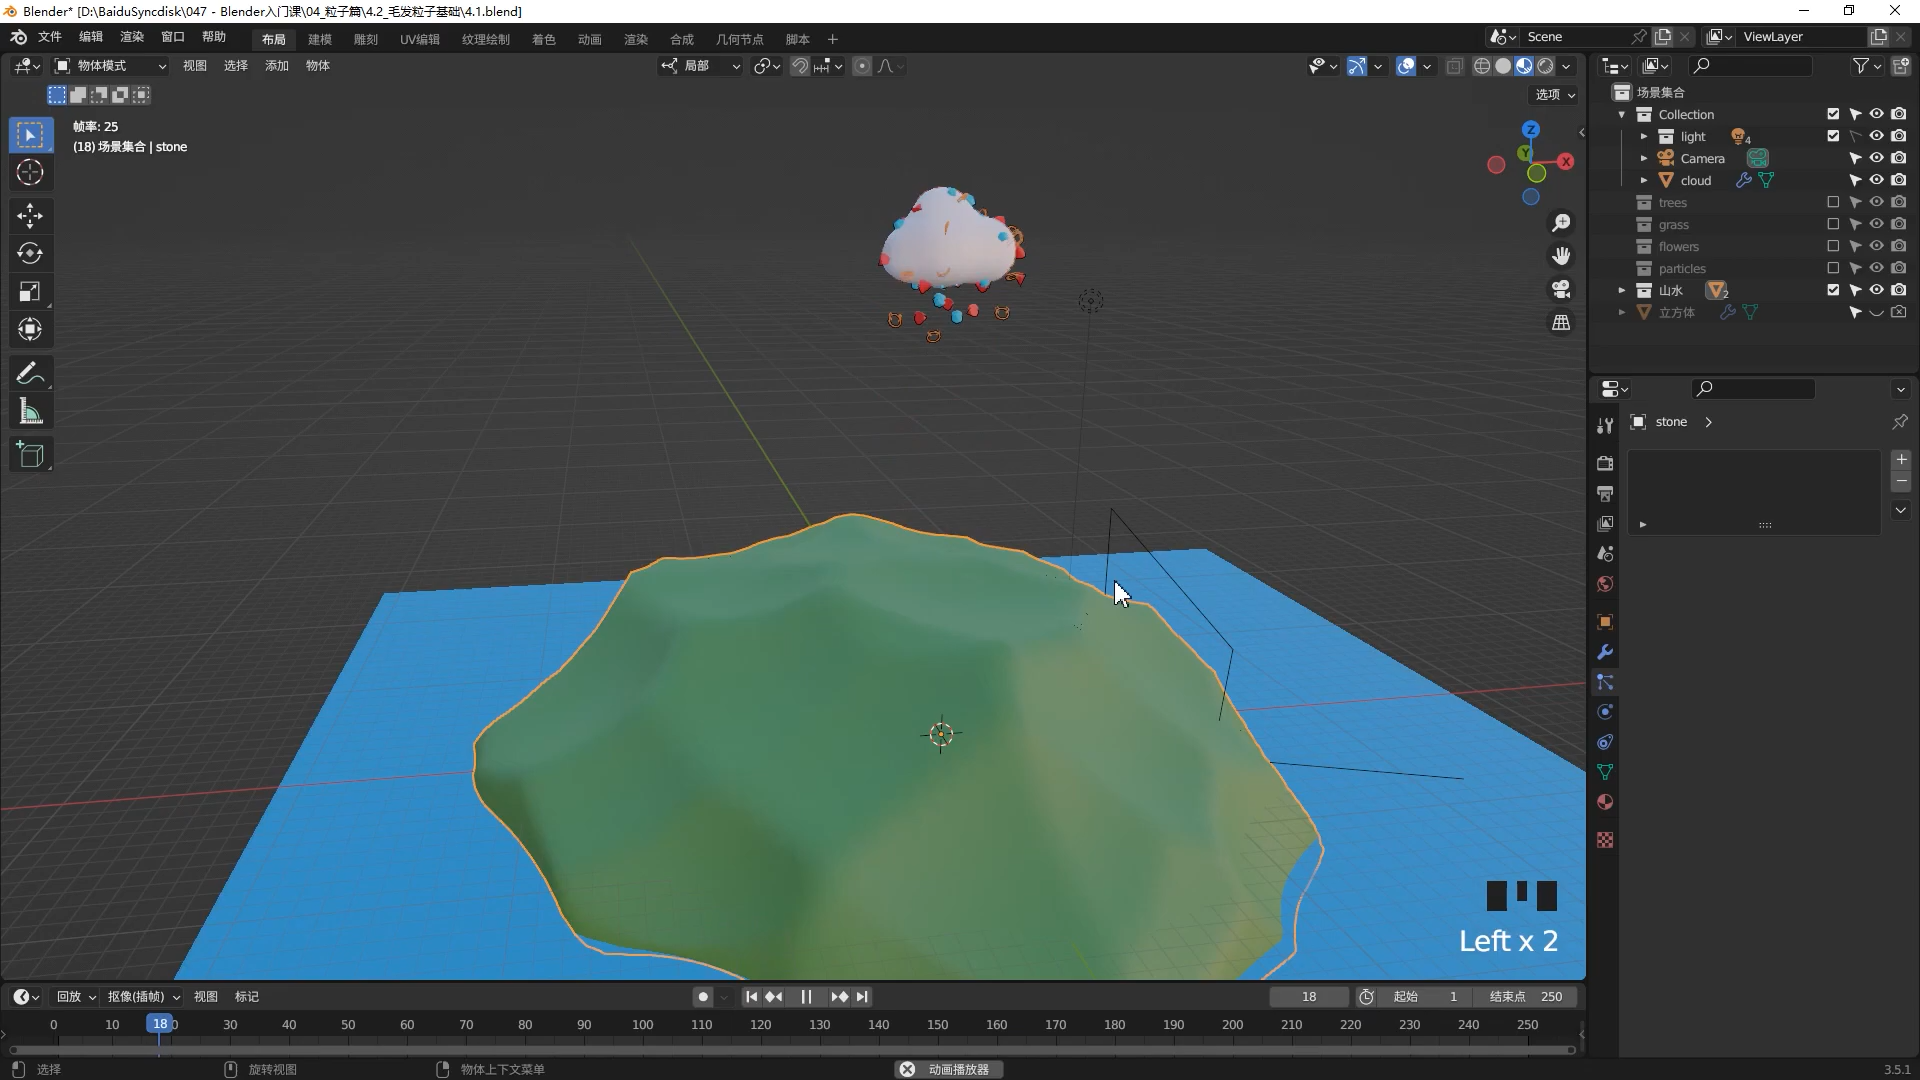 Blender* [D:\BaiduSyncdisk\047 - Blender入门课\04_粒子篇\4.2_毛发粒子基础\4.1.blend]
文件 编辑 渲染 窗口 帮助 布局 建模 雕刻 UV编辑 纹理绘制 着色 动画 渲染 合成 几何节点 脚本 + Scene ViewLayer
物体模式 视图 选择 添加 物体 局部
选项
帧率: 25
(18) 场景集合 | stone
Z
Y
X
场景集合
Collection
light 4
Camera
cloud
trees
grass
flowers
particles
山水 2
立方体
stone
Left x 2
回放 抠像(插帧) 视图 标记 18 起始 1 结束点 250
0 10 18 0 30 40 50 60 70 80 90 100 110 120 130 140 150 160 170 180 190 200 210 220 230 240 250
选择 旋转视图 物体上下文菜单 动画播放器 3.5.1